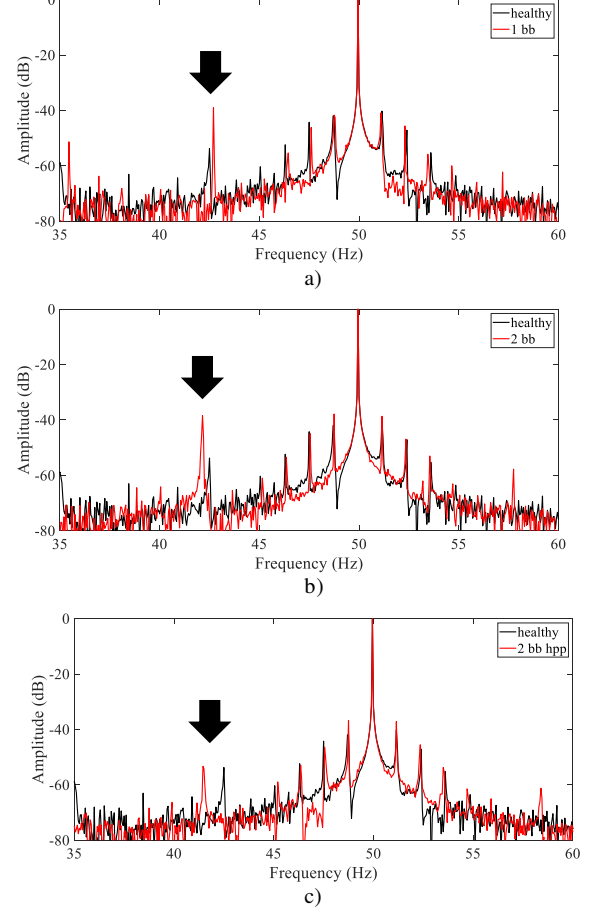 0
-20
-40
-60
-80
Amplitude (dB)
healthy
1 bb
35 40 45 50 55 60
Frequency (Hz)
a)
0
-20
-40
-60
-80
Amplitude (dB)
healthy
2 bb
35 40 45 50 55 60
Frequency (Hz)
b)
0
-20
-40
-60
-80
Amplitude (dB)
healthy
2 bb hpp
35 40 45 50 55 60
Frequency (Hz)
c)